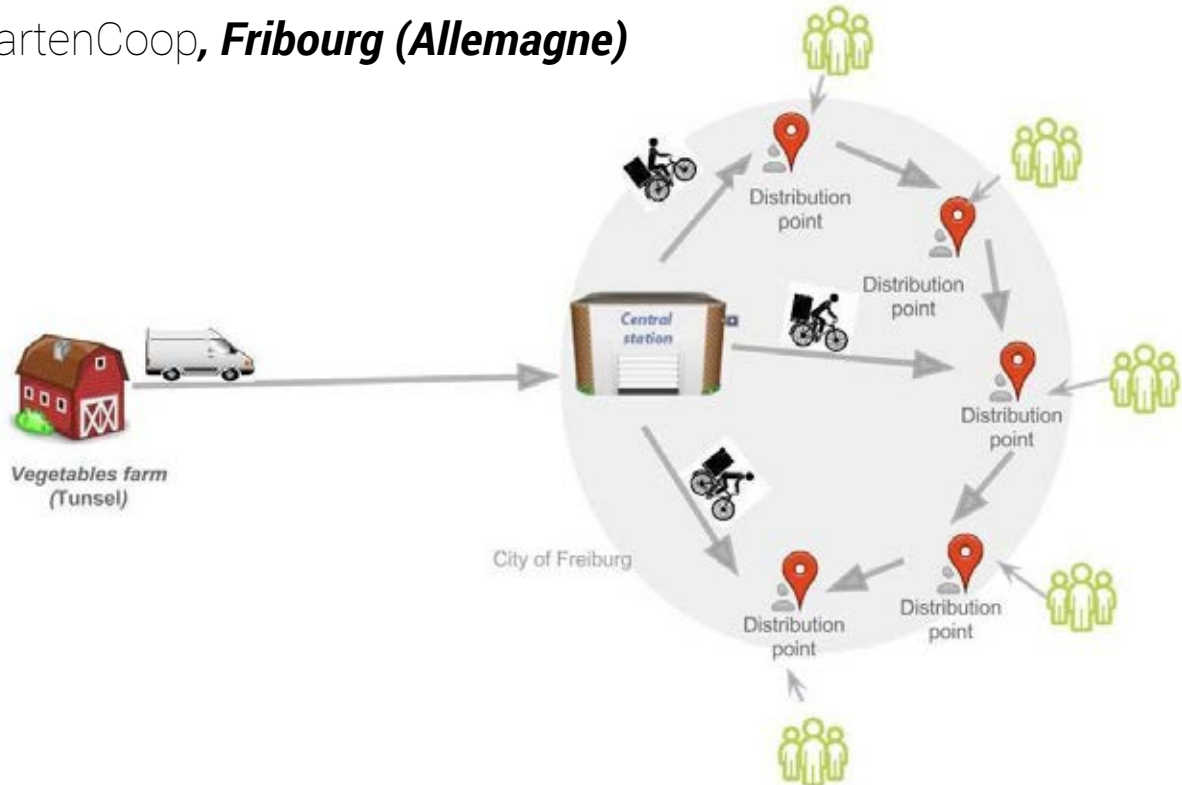 artenCoop, Fribourg (Allemagne)
Distribution
point
Distribution
point
Central
station
Distribution
point
Vegetables farm
(Tunsel)
City of Freiburg
Distribution
point
Distribution
point